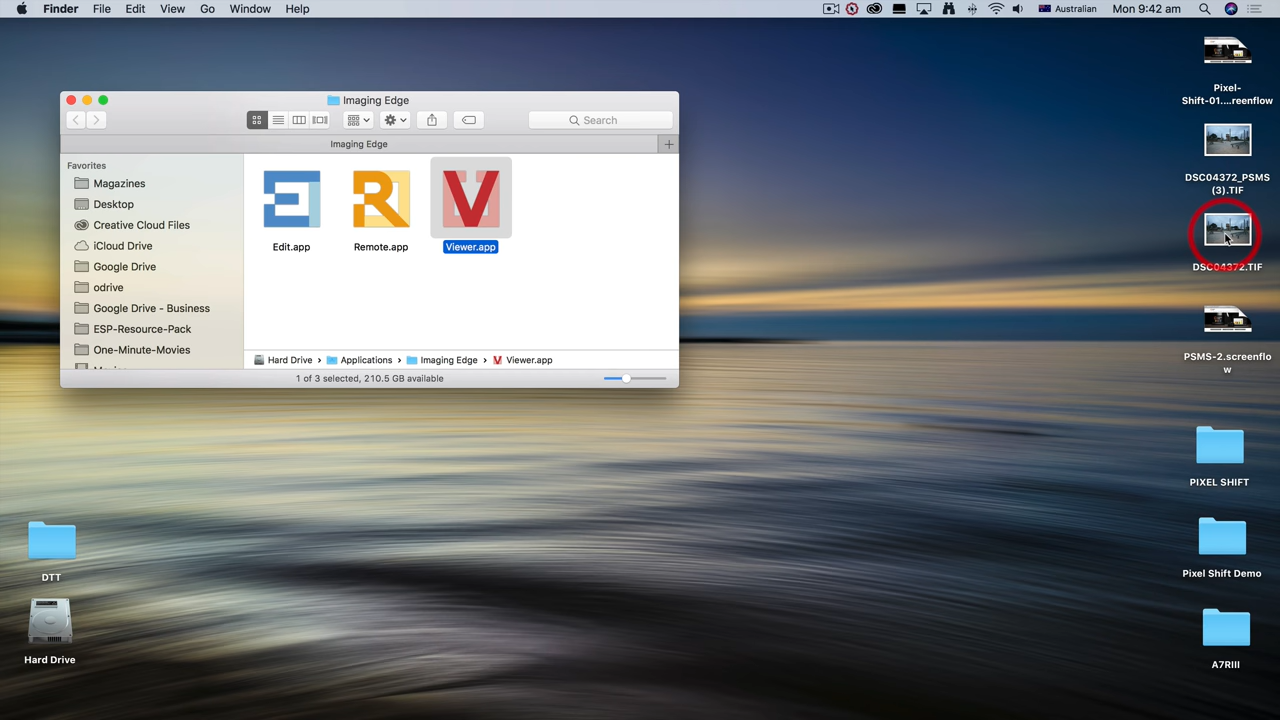 Finder File Edit View Go Window Help
Australian Mon 9:42 am
Imaging Edge
Search
Imaging Edge
Favorites
Magazines
Desktop
Creative Cloud Files
iCloud Drive
Google Drive
odrive
Google Drive - Business
ESP-Resource-Pack
One-Minute-Movies
E
Edit.app
R
Remote.app
V
Viewer.app
Hard Drive › Applications › Imaging Edge › Viewer.app
1 of 3 selected, 210.5 GB available
Pixel-
Shift-01....reenflow
DSC04372_PSMS
(3).TIF
DSC04372.TIF
PSMS-2.screenflo
w
PIXEL SHIFT
Pixel Shift Demo
A7RIII
DTT
Hard Drive